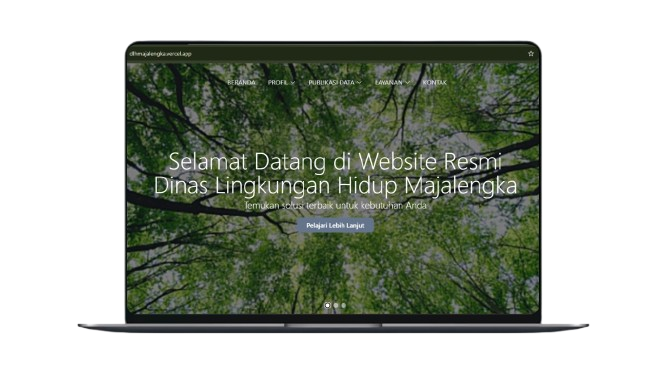 dlhmajalengka.vercel.app
BERANDA PROFIL PUBLIKASI DATA LAYANAN KONTAK
Selamat Datang di Website Resmi
Dinas Lingkungan Hidup Majalengka
Temukan solusi terbaik untuk kebutuhan Anda
Pelajari Lebih Lanjut